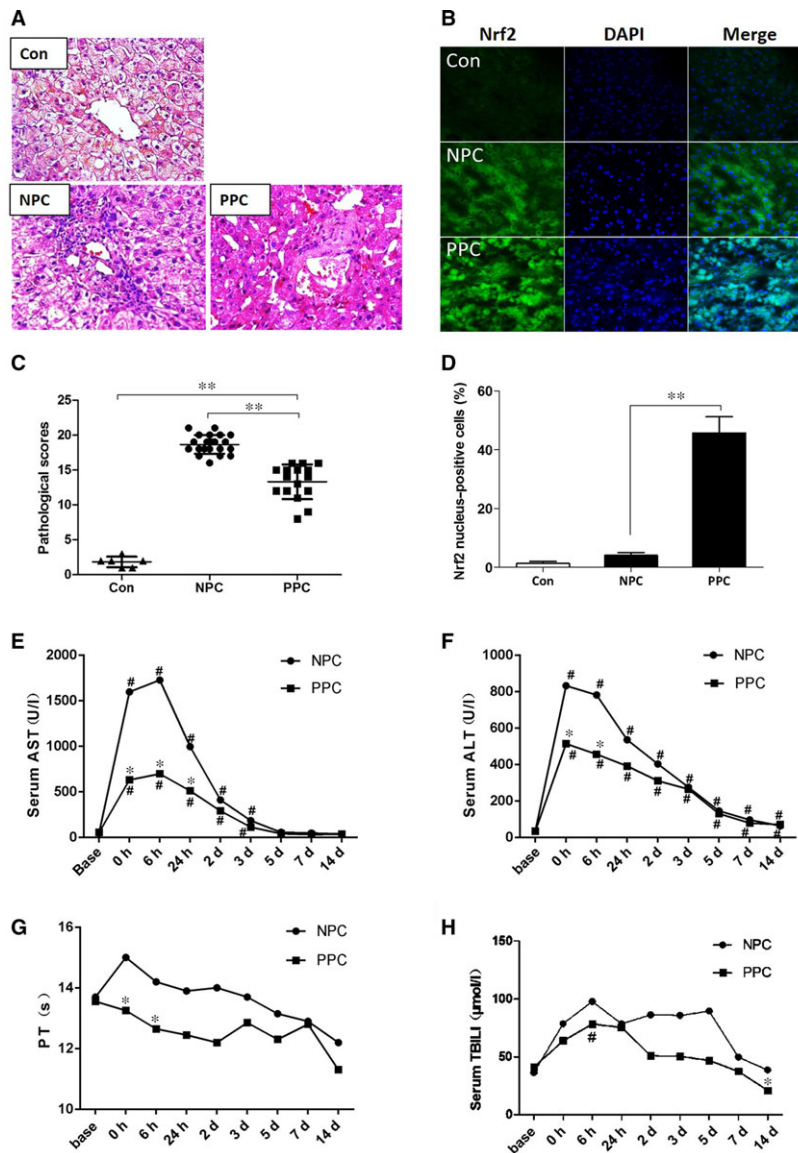 A
Con
NPC
PPC
B
Nrf2 DAPI Merge
Con
NPC
PPC
C
**
**
Pathological scores
25
20
15
10
5
0
Con NPC PPC
D
**
Nrf2 nucleus-positive cells (%)
60
40
20
0
Con NPC PPC
E
Serum AST (U/l)
2000
1500
1000
500
0
NPC
PPC
# # # # #
* * *
# # # # #
Base 0 h 6 h 24 h 2 d 3 d 5 d 7 d 14 d
F
Serum ALT (U/l)
1000
800
600
400
200
0
NPC
PPC
# # # # # # # #
* *
# # # # # # # #
base 0 h 6 h 24 h 2 d 3 d 5 d 7 d 14 d
G
PT (s)
16
14
12
10
NPC
PPC
* *
base 0 h 6 h 24 h 2 d 3 d 5 d 7 d 14 d
H
Serum TBILI (μmol/l)
150
100
50
0
NPC
PPC
#
*
base 0 h 6 h 24 h 2 d 3 d 5 d 7 d 14 d